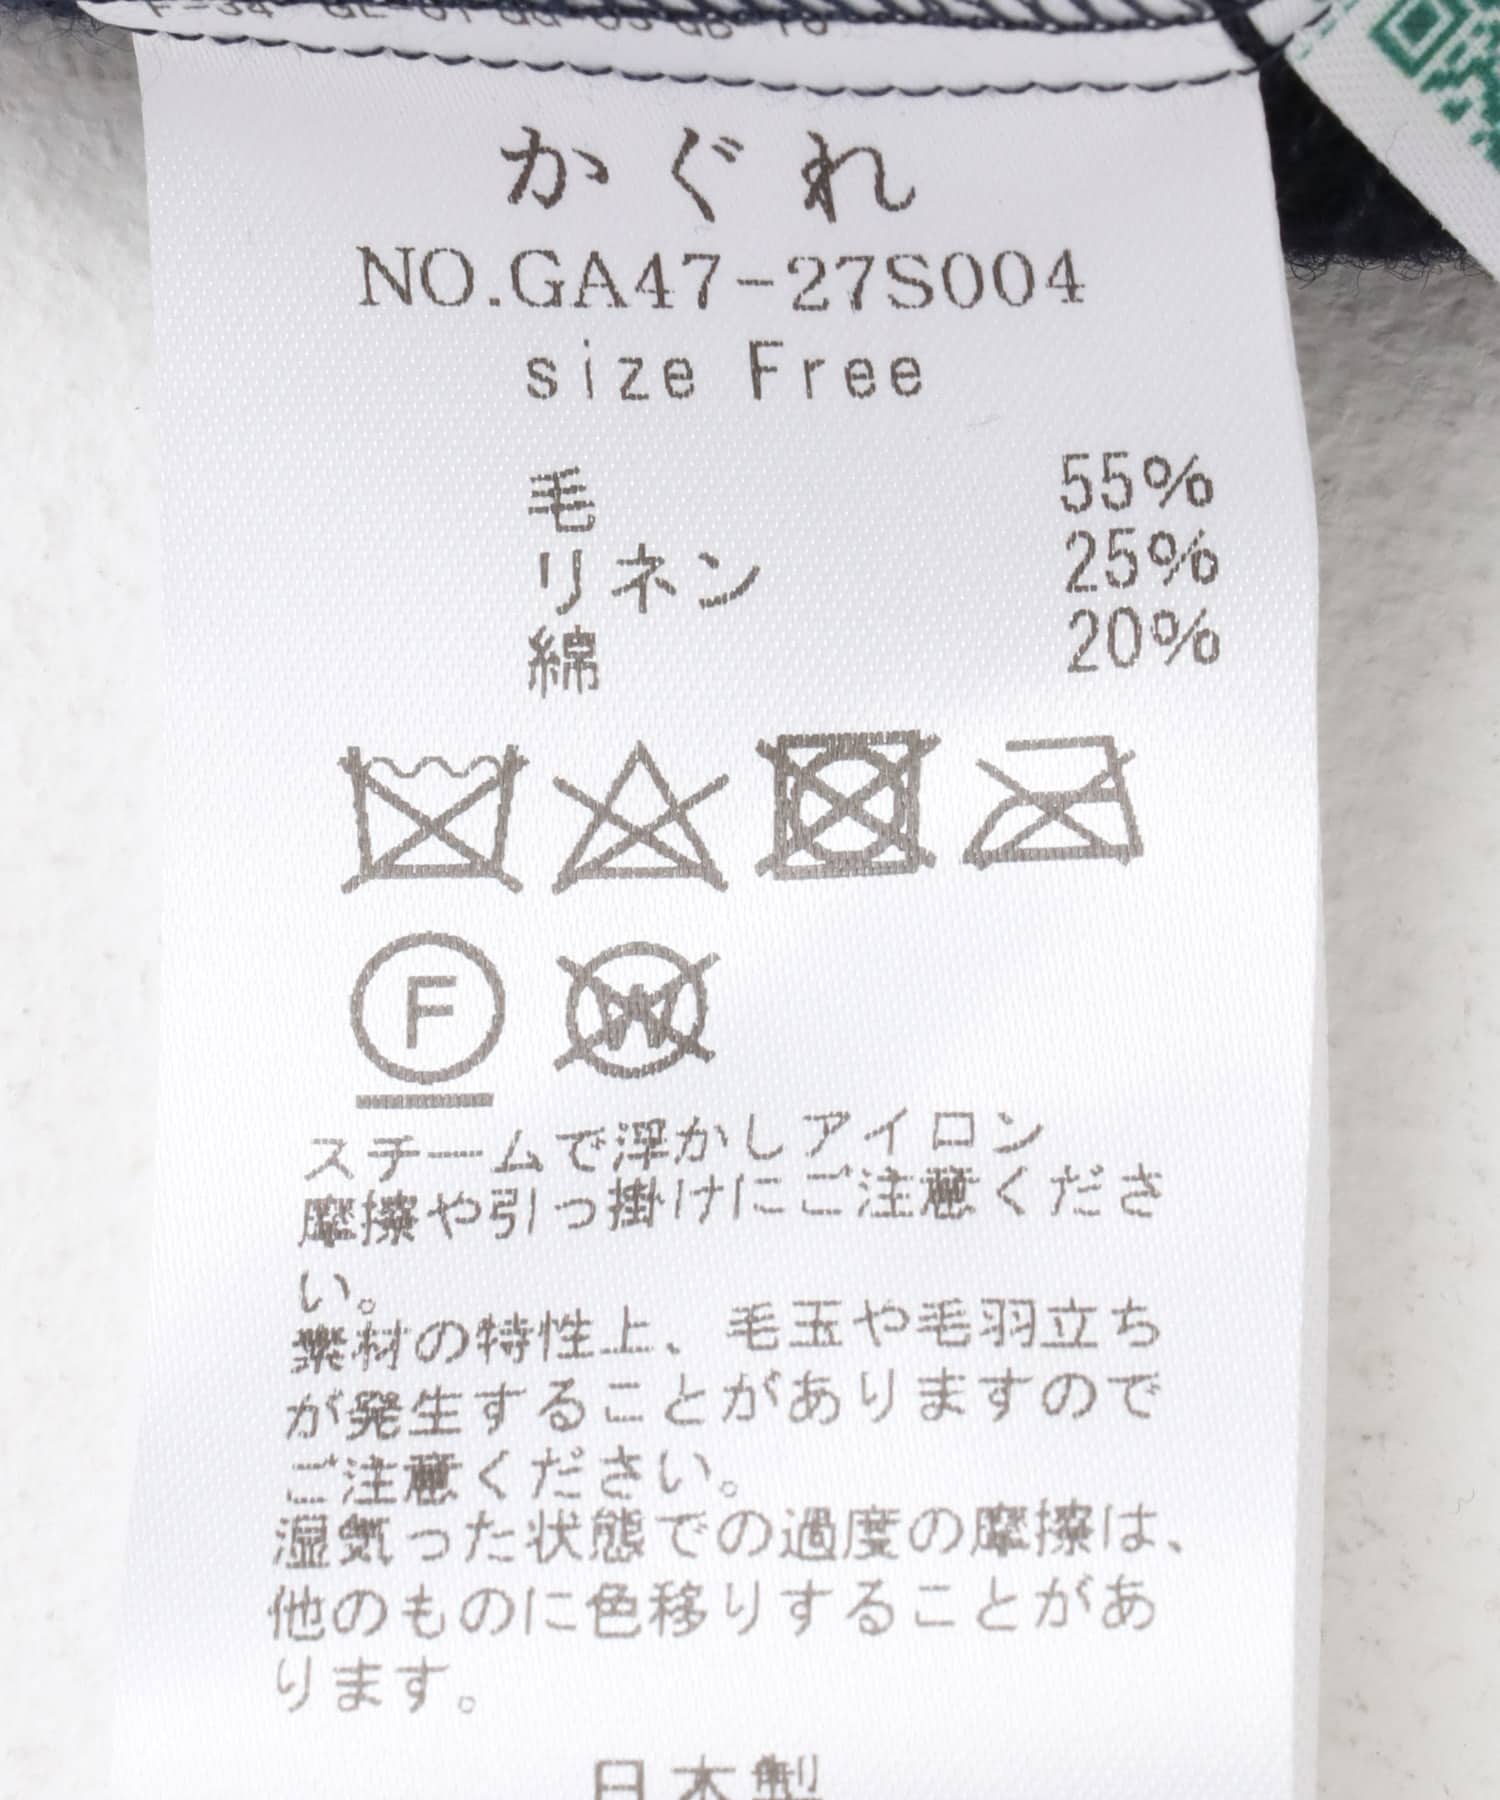 かぐれ
NO.GA47-27S004
size Free
毛 55%
リネン 25%
綿 20%
F
W
スチームで浮かしアイロン
摩擦や引っ掛けにご注意くださ
い。
素材の特性上、毛玉や毛羽立ち
が発生することがありますので
ご注意ください。
湿気った状態での過度の摩擦は、
他のものに色移りすることがあ
ります。
日本製